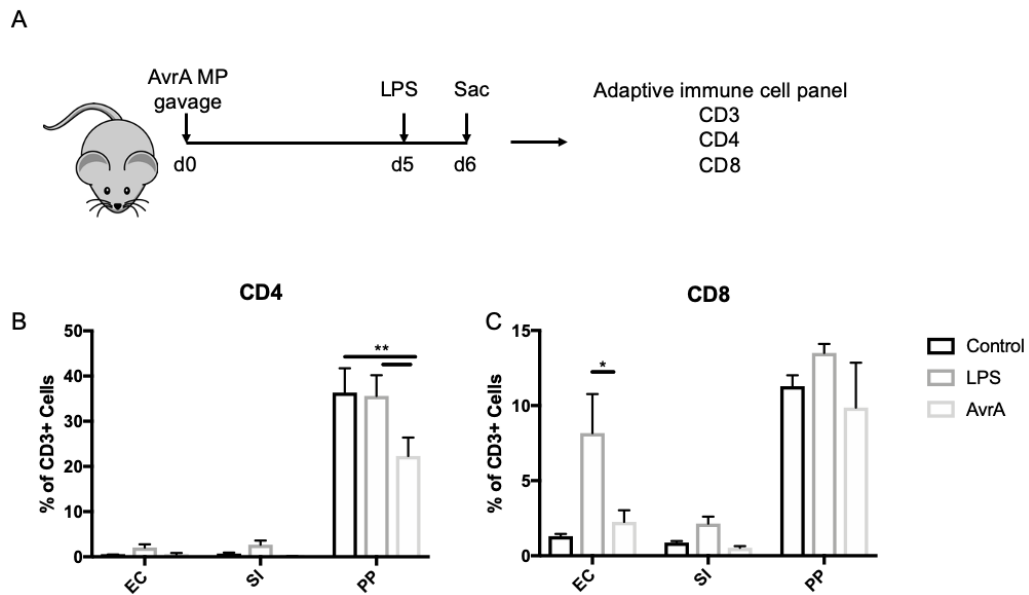 A
AvrA MP
gavage
LPS
Sac
d0
d5
d6
Adaptive immune cell panel
CD3
CD4
CD8
B
CD4
% of CD3+ Cells
50
40
30
20
10
0
**
EC
SI
PP
C
CD8
% of CD3+ Cells
15
10
5
0
*
EC
SI
PP
Control
LPS
AvrA